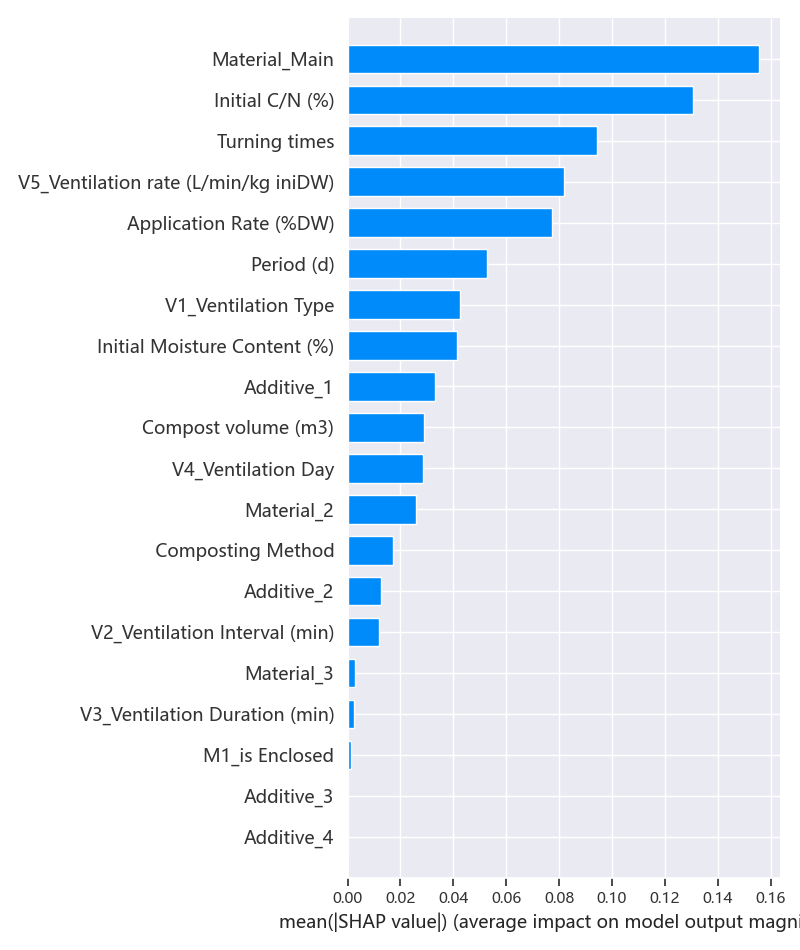 Material_Main
Initial C/N (%)
Turning times
V5_Ventilation rate (L/min/kg iniDW)
Application Rate (%DW)
Period (d)
V1_Ventilation Type
Initial Moisture Content (%)
Additive_1
Compost volume (m3)
V4_Ventilation Day
Material_2
Composting Method
Additive_2
V2_Ventilation Interval (min)
Material_3
V3_Ventilation Duration (min)
M1_is Enclosed
Additive_3
Additive_4
0.00 0.02 0.04 0.06 0.08 0.10 0.12 0.14 0.16
mean(|SHAP value|) (average impact on model output magni